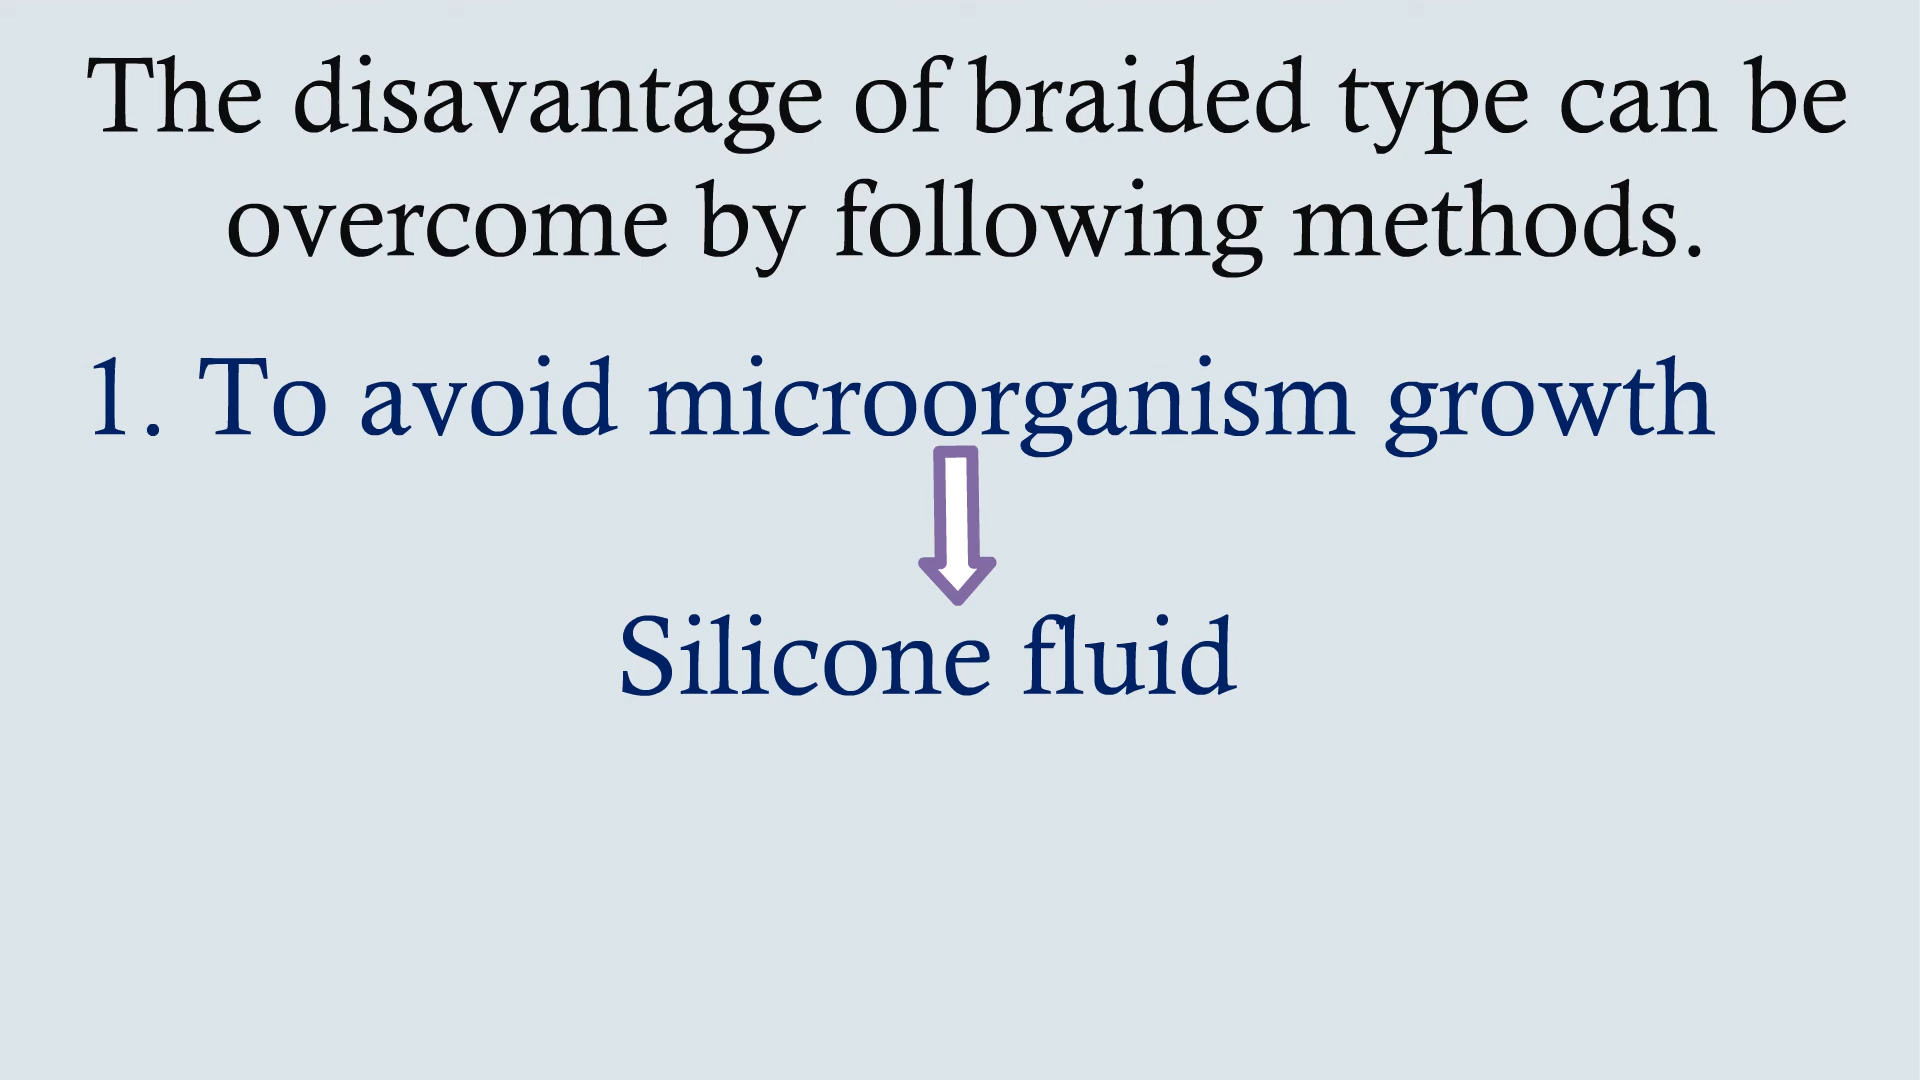 The disavantage of braided type can be
overcome by following methods.
1. To avoid microorganism growth
Silicone fluid